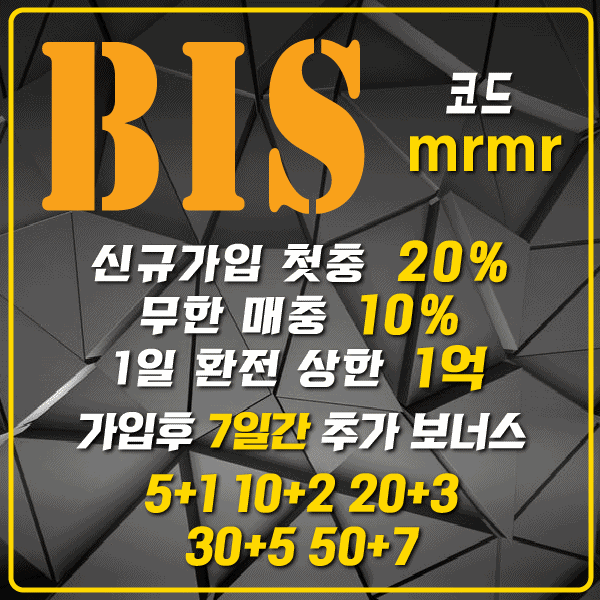 BIS
코드
mrmr
신규가입 첫충 20%
무한 매충 10%
1일 환전 상한 1억
가입후 7일간 추가 보너스
5+1 10+2 20+3
30+5 50+7